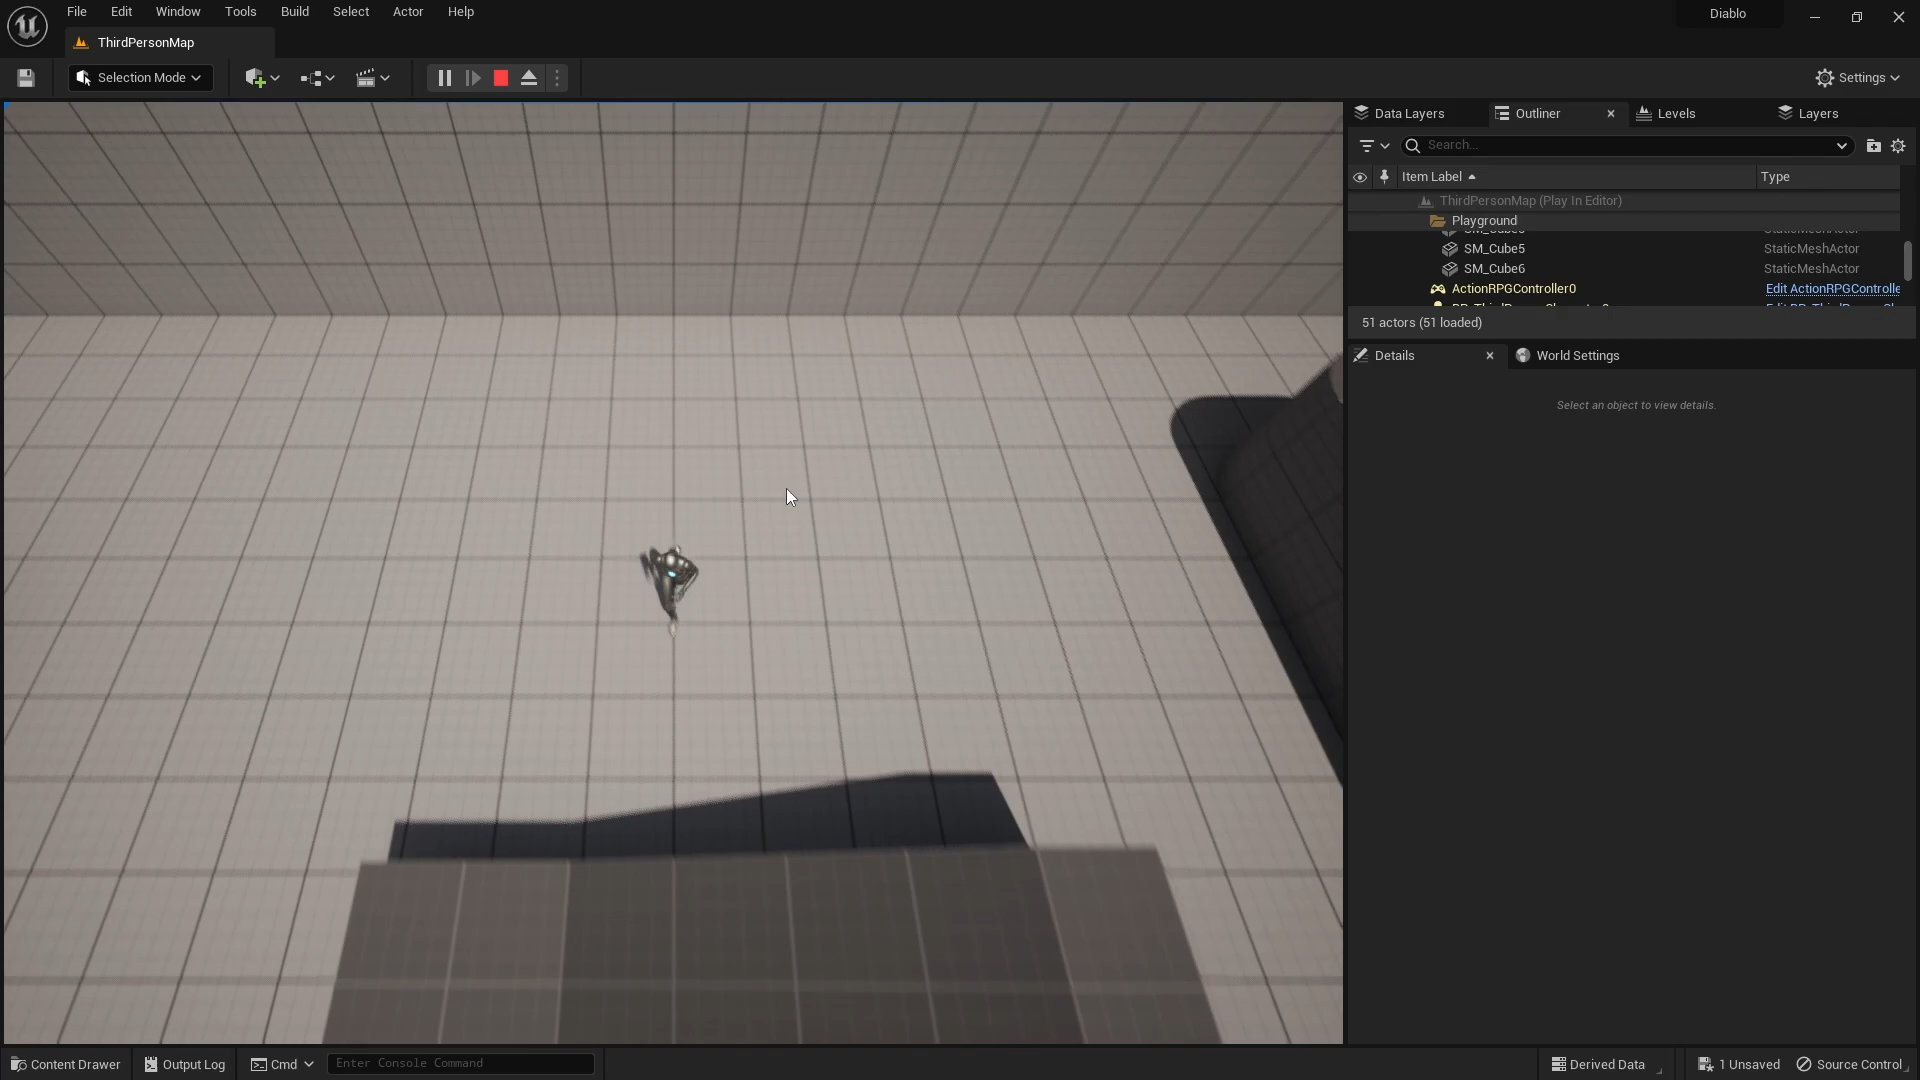 File Edit Window Tools Build Select Actor Help
Diablo
ThirdPersonMap
Selection Mode
Settings
Data Layers Outliner Levels Layers
Search...
Item Label Type
ThirdPersonMap (Play In Editor)
Playground
SM_Cube5 StaticMeshActor
SM_Cube6 StaticMeshActor
ActionRPGController0 Edit ActionRPGControlle
51 actors (51 loaded)
Details World Settings
Select an object to view details.
Content Drawer Output Log Cmd Enter Console Command Derived Data 1 Unsaved Source Control